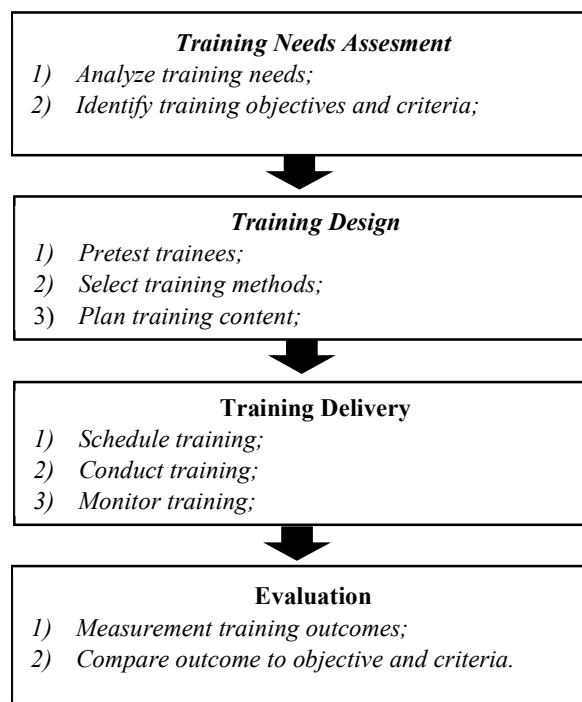 Training Needs Assesment
1) Analyze training needs;
2) Identify training objectives and criteria;
Training Design
1) Pretest trainees;
2) Select training methods;
3) Plan training content;
Training Delivery
1) Schedule training;
2) Conduct training;
3) Monitor training;
Evaluation
1) Measurement training outcomes;
2) Compare outcome to objective and criteria.